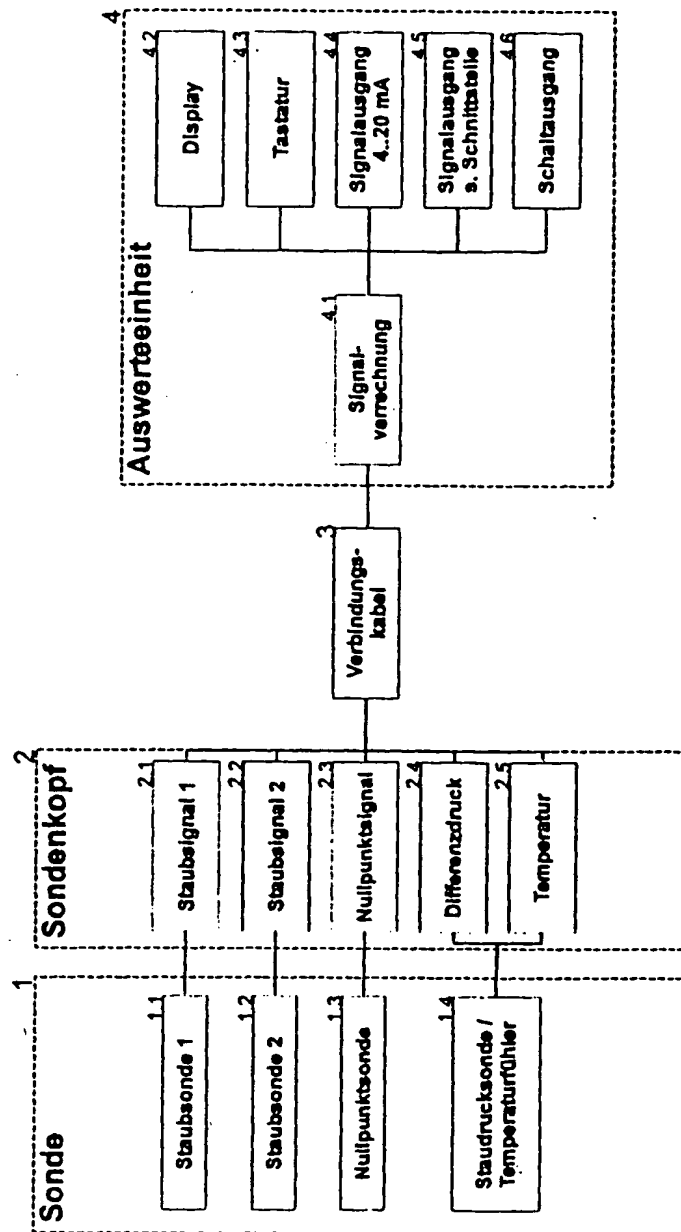 Sonde
1
Staubsonde 1
1.1
Staubsonde 2
1.2
Nullpunktsonde
1.3
Staudrucksonde /
Temperaturfühler
1.4
Sondenkopf
2
Staubsignal 1
2.1
Staubsignal 2
2.2
Nullpunktsignal
2.3
Differenzdruck
2.4
Temperatur
2.5
Verbindungs-
kabel
3
Auswerteeinheit
4
Signal-
verrechnung
4.1
Display
4.2
Tastatur
4.3
Signalausgang
4..20 mA
4.4
Signalausgang
s. Schnittstelle
4.5
Schaltausgang
4.6